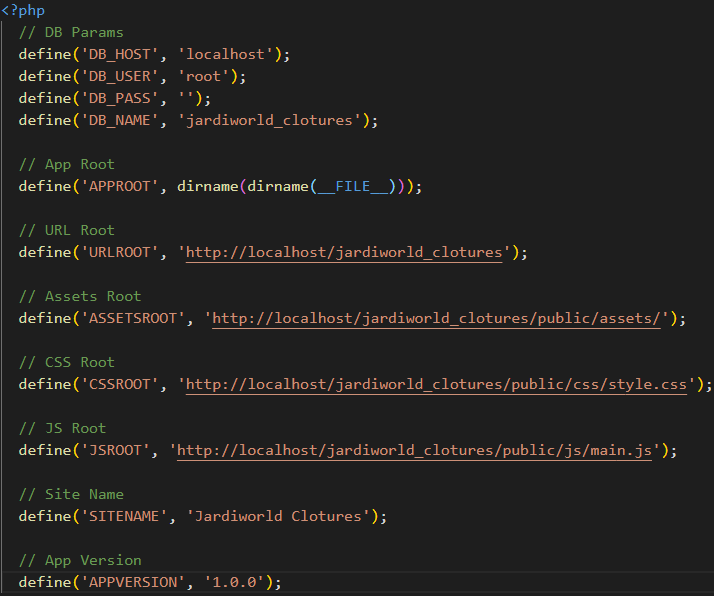 <?php
// DB Params
define('DB_HOST', 'localhost');
define('DB_USER', 'root');
define('DB_PASS', '');
define('DB_NAME', 'jardiworld_clotures');
// App Root
define('APPROOT', dirname(dirname(__FILE__)));
// URL Root
define('URLROOT', 'http://localhost/jardiworld_clotures');
// Assets Root
define('ASSETSROOT', 'http://localhost/jardiworld_clotures/public/assets/');
// CSS Root
define('CSSROOT', 'http://localhost/jardiworld_clotures/public/css/style.css');
// JS Root
define('JSROOT', 'http://localhost/jardiworld_clotures/public/js/main.js');
// Site Name
define('SITENAME', 'Jardiworld Clotures');
// App Version
define('APPVERSION', '1.0.0');